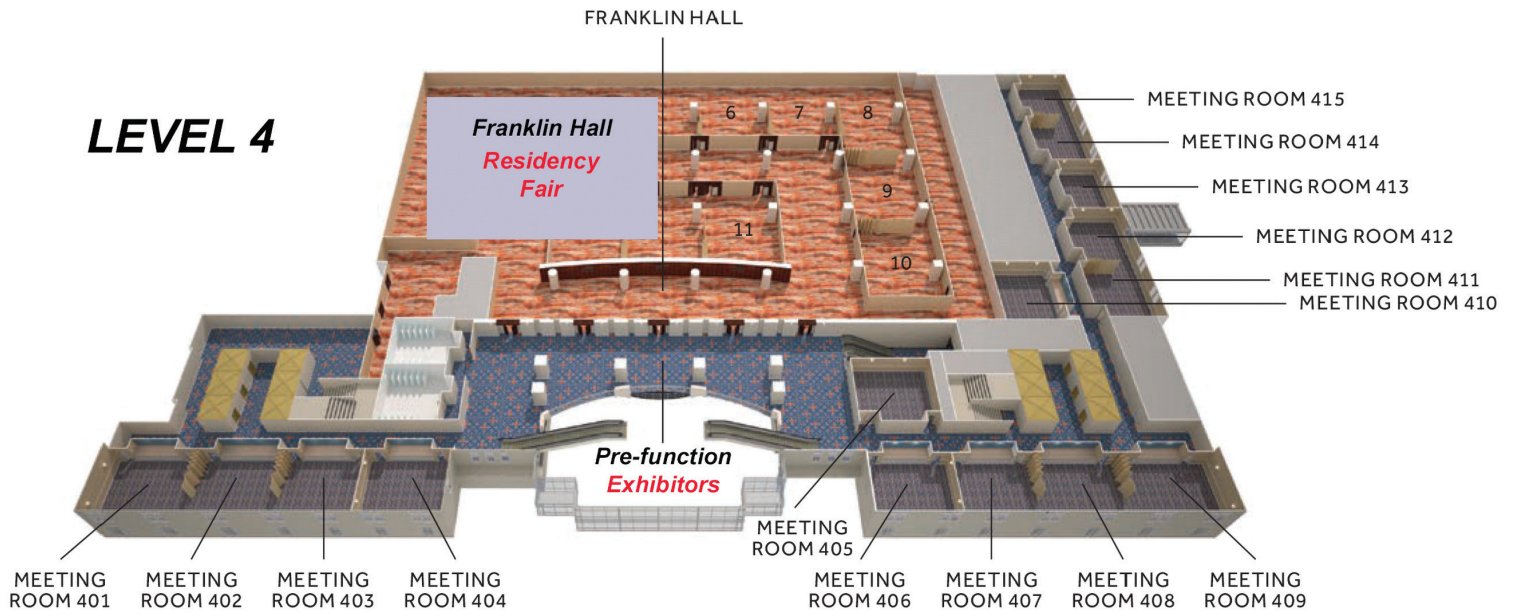 FRANKLIN HALL
LEVEL 4
Franklin Hall
Residency
Fair
6
7
8
9
10
11
MEETING ROOM 415
MEETING ROOM 414
MEETING ROOM 413
MEETING ROOM 412
MEETING ROOM 411
MEETING ROOM 410
Pre-function
Exhibitors
MEETING
ROOM 405
MEETING
ROOM 401
MEETING
ROOM 402
MEETING
ROOM 403
MEETING
ROOM 404
MEETING
ROOM 406
MEETING
ROOM 407
MEETING
ROOM 408
MEETING
ROOM 409